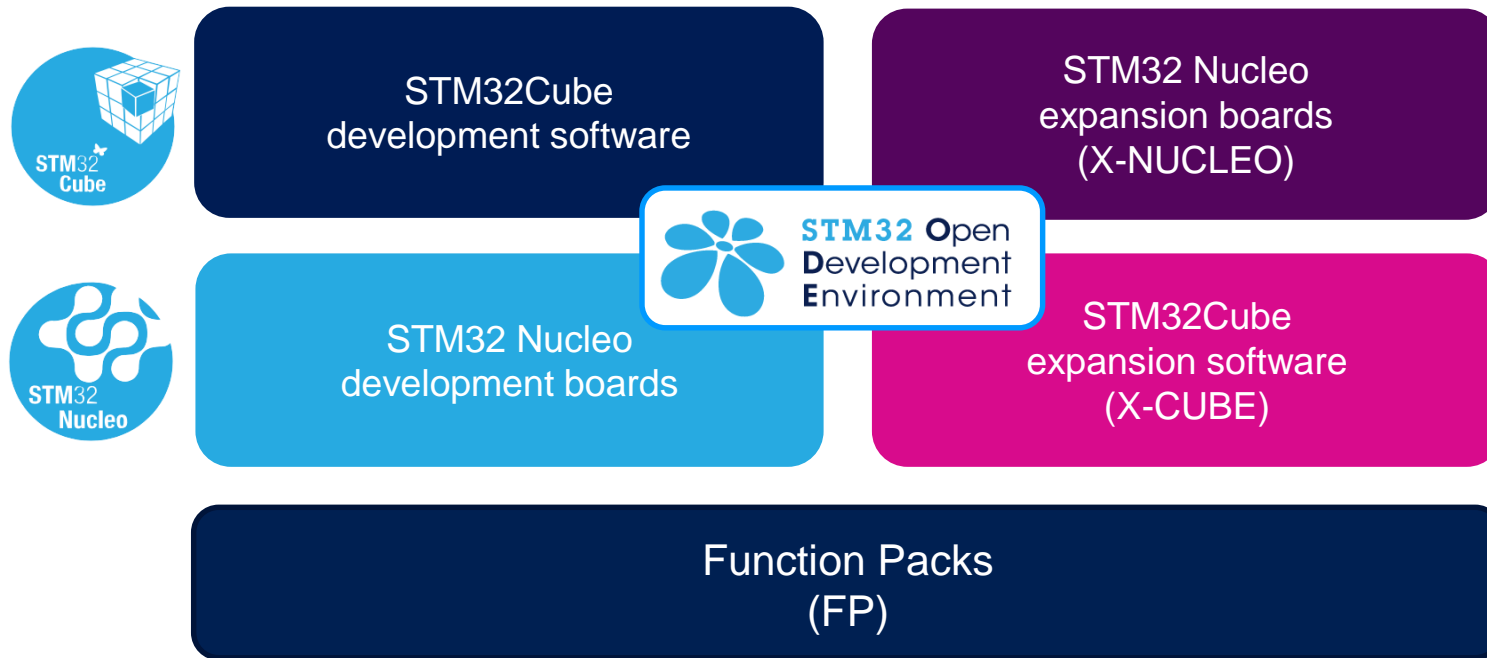 STM32
Cube
STM32Cube
development software
STM32 Nucleo
expansion boards
(X-NUCLEO)
STM32 Open
Development
Environment
STM32
Nucleo
STM32 Nucleo
development boards
STM32Cube
expansion software
(X-CUBE)
Function Packs
(FP)